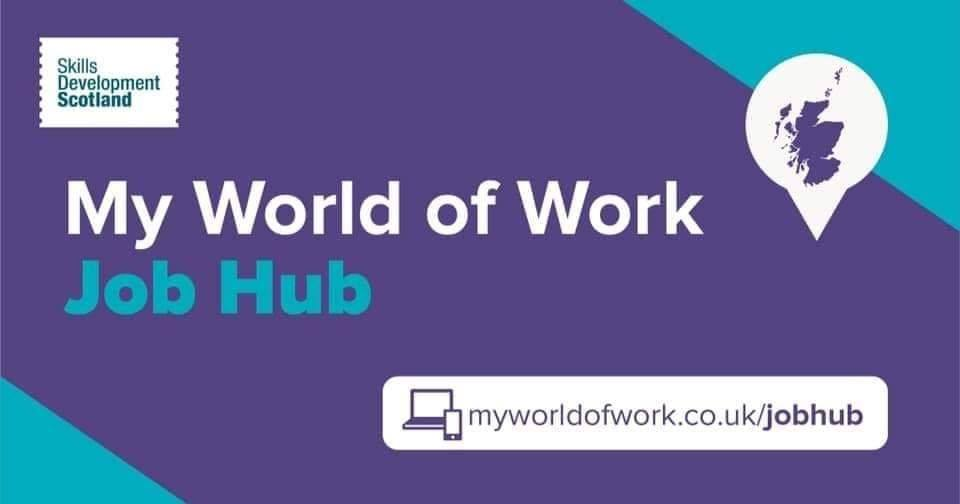 Skills
Development
Scotland
My World of Work
Job Hub
myworldofwork.co.uk/jobhub